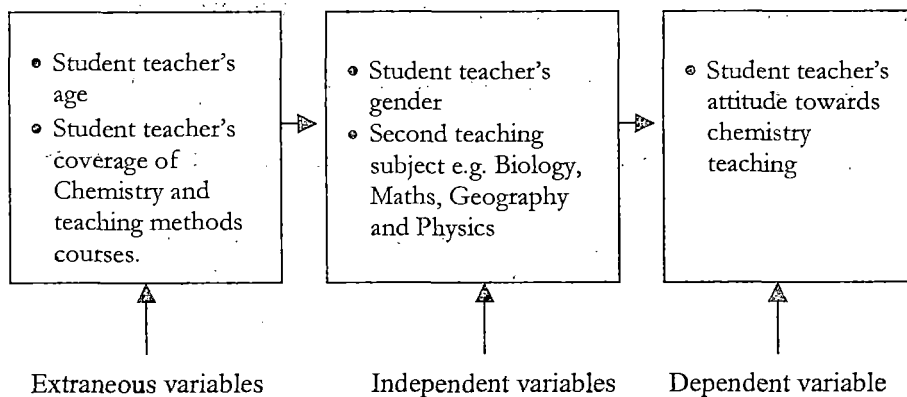 • Student teacher's
age
• Student teacher's
coverage of
Chemistry and
teaching methods
courses.
• Student teacher's
gender
• Second teaching
subject e.g. Biology,
Maths, Geography
and Physics
• Student teacher's
attitude towards
chemistry
teaching
Extraneous variables
Independent variables
Dependent variable